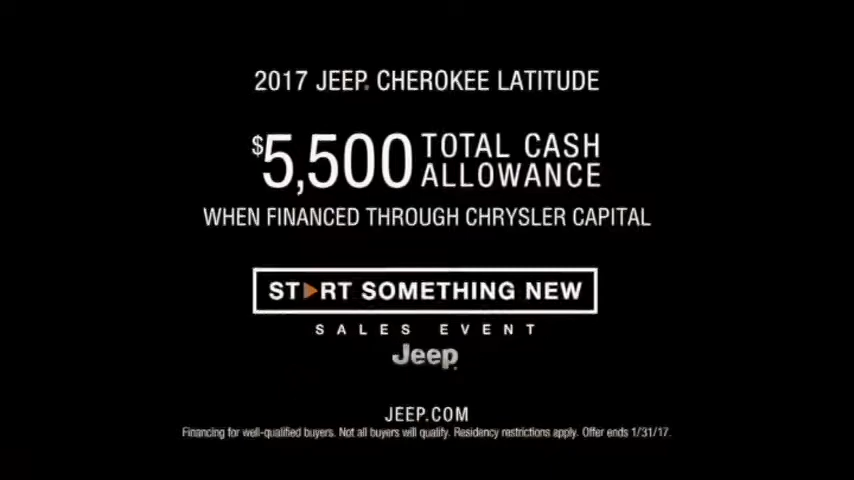 2017 JEEP® CHEROKEE LATITUDE
$5,500 TOTAL CASH ALLOWANCE
WHEN FINANCED THROUGH CHRYSLER CAPITAL
START SOMETHING NEW
SALES EVENT
Jeep®
JEEP.COM
Financing for well-qualified buyers. Not all buyers will qualify. Residency restrictions apply. Offer ends 1/31/17.